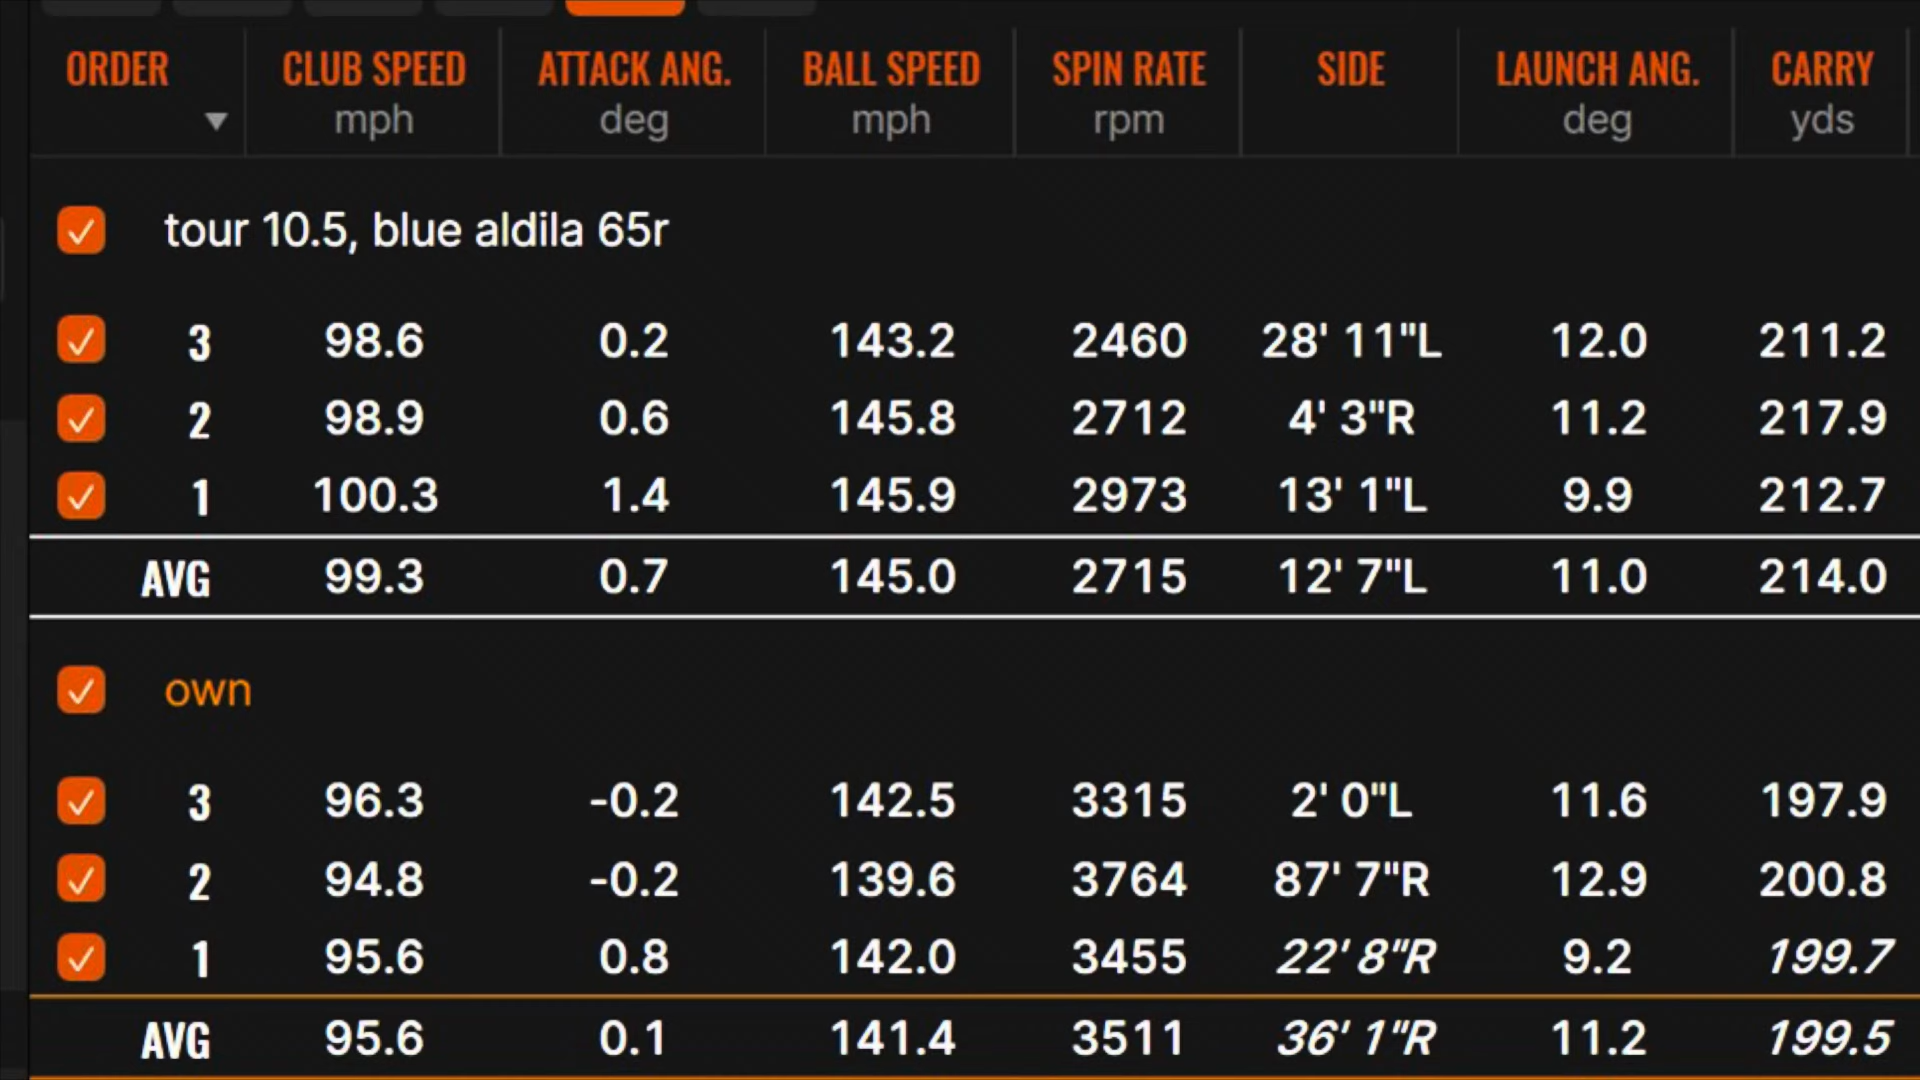 ORDER CLUB SPEED ATTACK ANG. BALL SPEED SPIN RATE SIDE LAUNCH ANG. CARRY
mph deg mph rpm deg yds
tour 10.5, blue aldila 65r
3 98.6 0.2 143.2 2460 28' 11"L 12.0 211.2
2 98.9 0.6 145.8 2712 4' 3"R 11.2 217.9
1 100.3 1.4 145.9 2973 13' 1"L 9.9 212.7
AVG 99.3 0.7 145.0 2715 12' 7"L 11.0 214.0
own
3 96.3 -0.2 142.5 3315 2' 0"L 11.6 197.9
2 94.8 -0.2 139.6 3764 87' 7"R 12.9 200.8
1 95.6 0.8 142.0 3455 22' 8"R 9.2 199.7
AVG 95.6 0.1 141.4 3511 36' 1"R 11.2 199.5